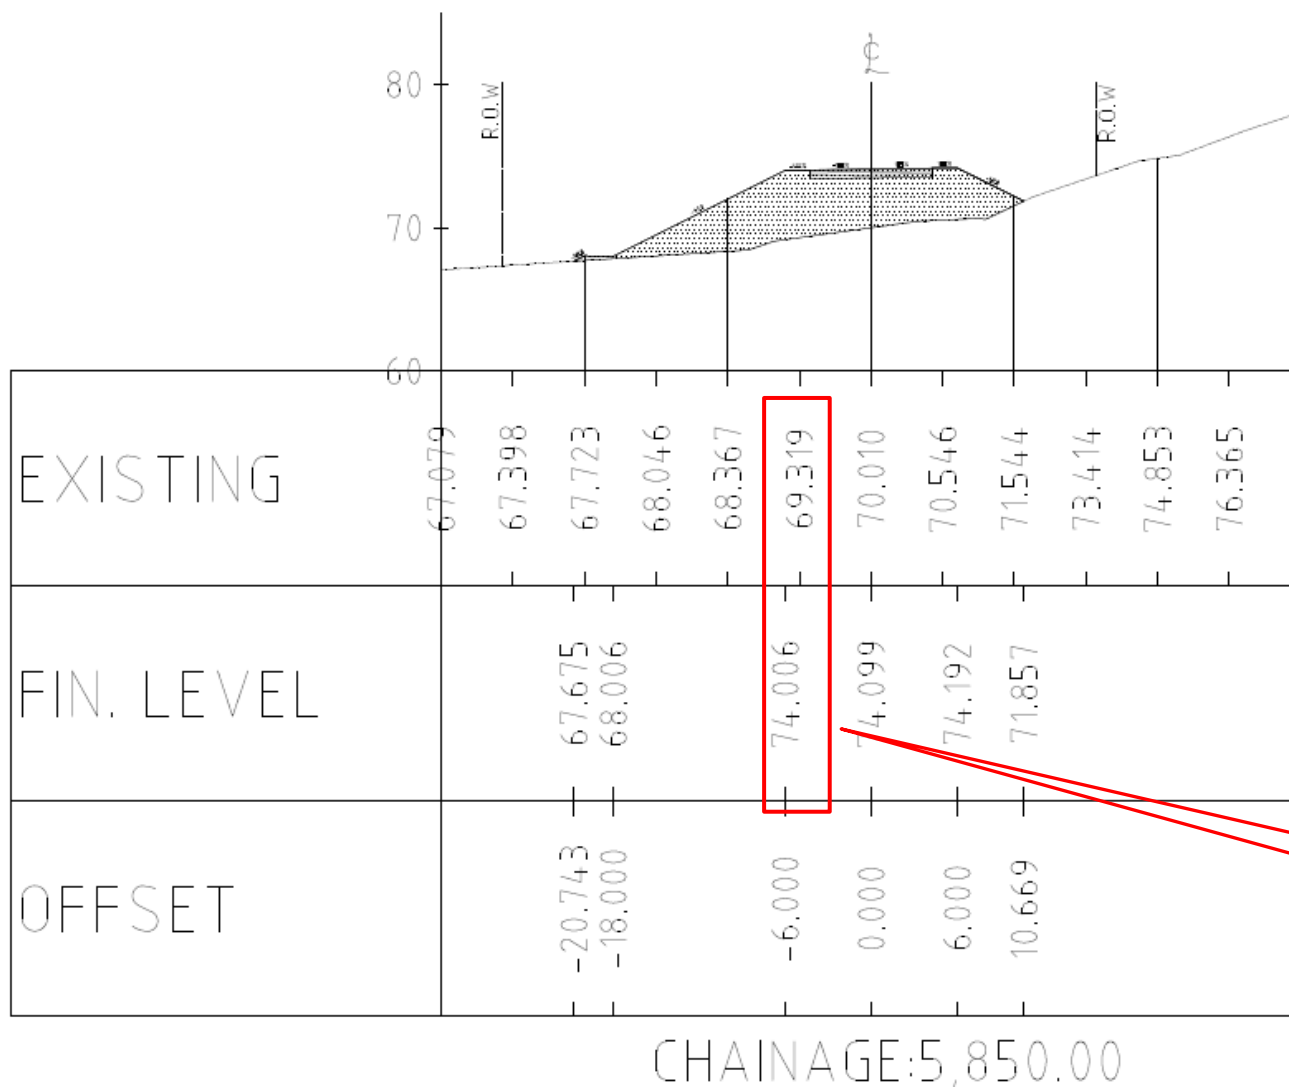 ℄
80
R.O.W
R.O.W
70
60
EXISTING 67.079 67.398 67.723 68.046 68.367 69.319 70.010 70.546 71.544 73.414 74.853 76.365
FIN. LEVEL 67.675 68.006 74.006 74.099 74.192 71.857
OFFSET -20.743 -18.000 -6.000 0.000 6.000 10.669
CHAINAGE:5,850.00